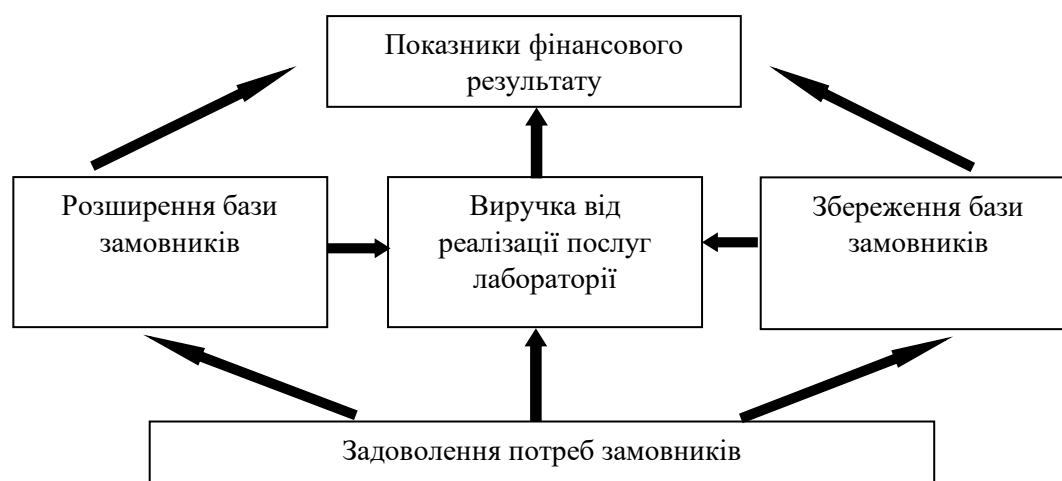 Показники фінансового
результату
Розширення бази
замовників
Виручка від
реалізації послуг
лабораторії
Збереження бази
замовників
Задоволення потреб замовників